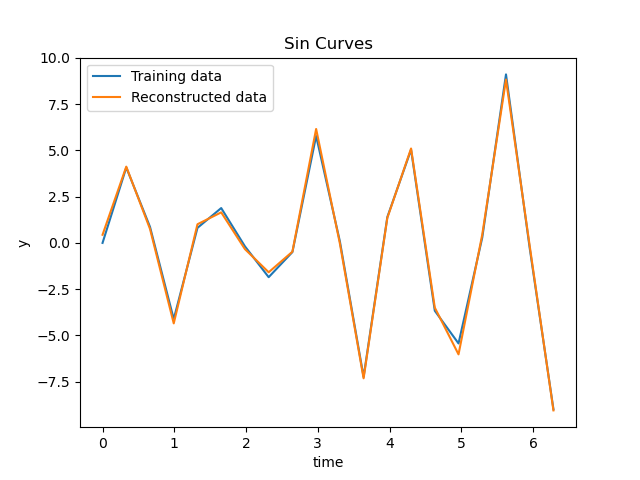 Sin Curves
Training data
Reconstructed data
10.0
7.5
5.0
2.5
0.0
−2.5
−5.0
−7.5
y
0 1 2 3 4 5 6
time